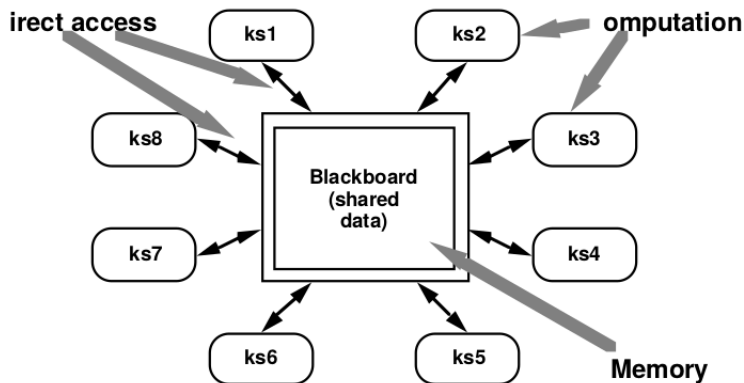 irect access
ks1
ks2
omputation
ks8
ks3
Blackboard
(shared
data)
ks7
ks4
ks6
ks5
Memory